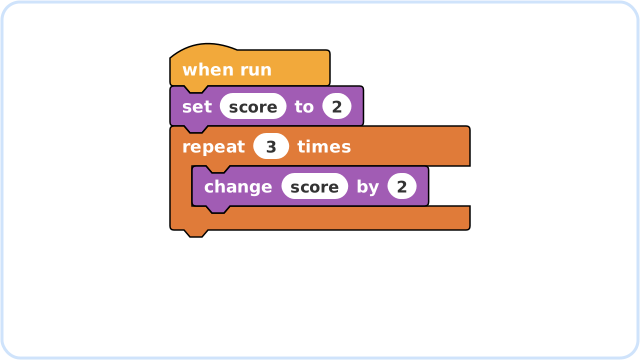 when run
set score to 2
repeat 3 times
change score by 2